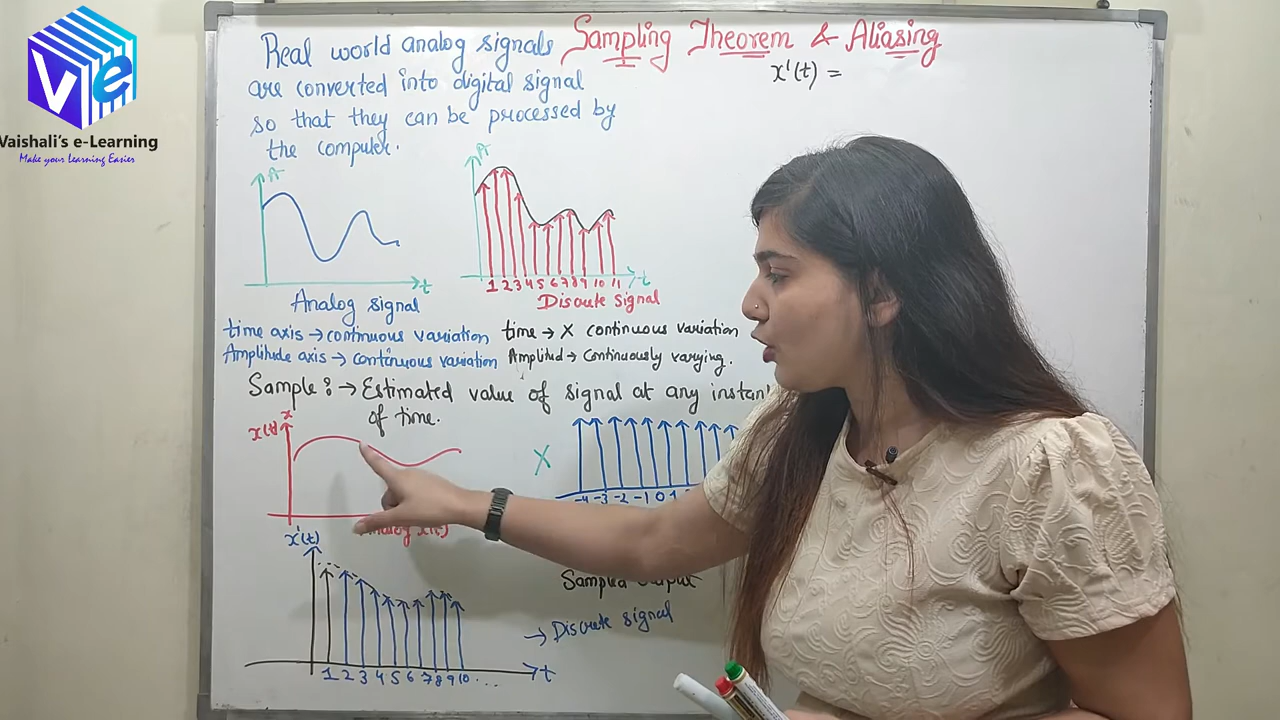 Vaishali's e-Learning
Make your Learning Easier
Sampling Theorem & Aliasing
x'(t) =
Real world analog signals
are converted into digital signal
so that they can be processed by
the computer.
A
t
Analog signal
A
1 2 3 4 5 6 7 8 9 10 11
t
Discrete signal
time axis → continuous variation
Amplitude axis → continuous variation
time → X continuous variation
Amplitud → Continuously varying.
Sample : → Estimated value of signal at any instant
of time.
x(t)
X
-4 -3 -2 -1 0 1
x'(t)
Sampled Output
→ Discrete signal
1 2 3 4 5 6 7 8 9 10 ...
t